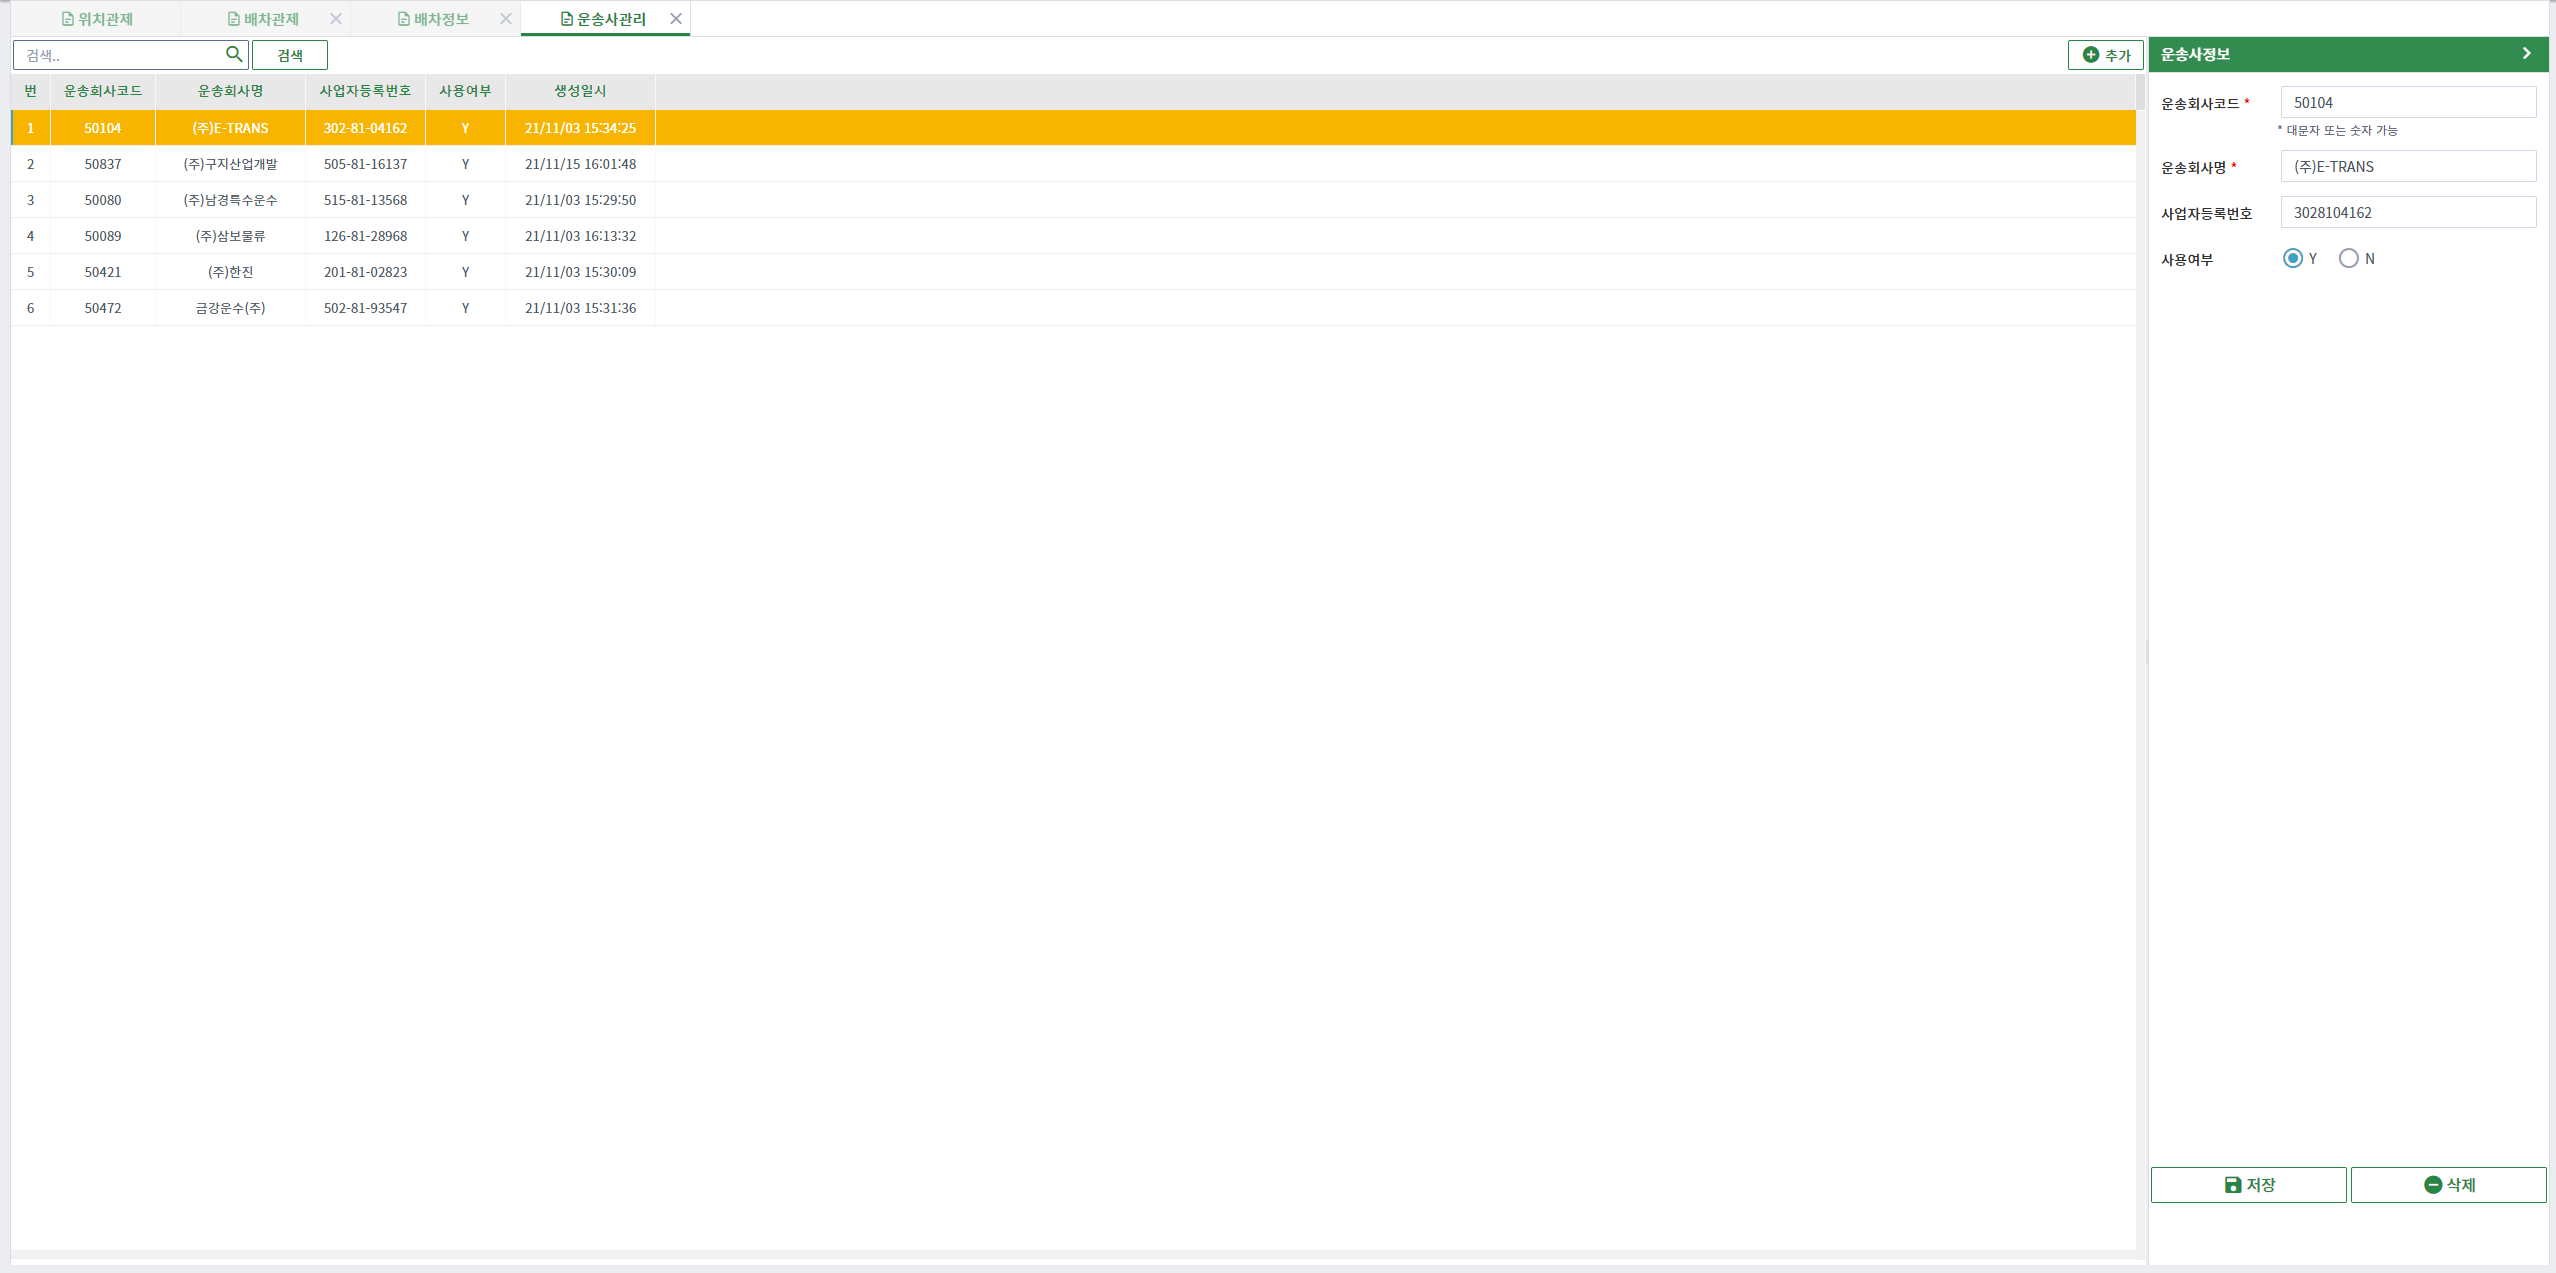 위치관제 배차관제 배차정보 운송사관리
검색.. 검색 추가
번 운송회사코드 운송회사명 사업자등록번호 사용여부 생성일시
1 50104 (주)E-TRANS 302-81-04162 Y 21/11/03 15:34:25
2 50837 (주)구지산업개발 505-81-16137 Y 21/11/15 16:01:48
3 50080 (주)남경특수운수 515-81-13568 Y 21/11/03 15:29:50
4 50089 (주)삼보물류 126-81-28968 Y 21/11/03 16:13:32
5 50421 (주)한진 201-81-02823 Y 21/11/03 15:30:09
6 50472 금강운수(주) 502-81-93547 Y 21/11/03 15:31:36
운송사정보
운송회사코드 * 50104
* 대문자 또는 숫자 가능
운송회사명 * (주)E-TRANS
사업자등록번호 3028104162
사용여부 Y N
저장 삭제